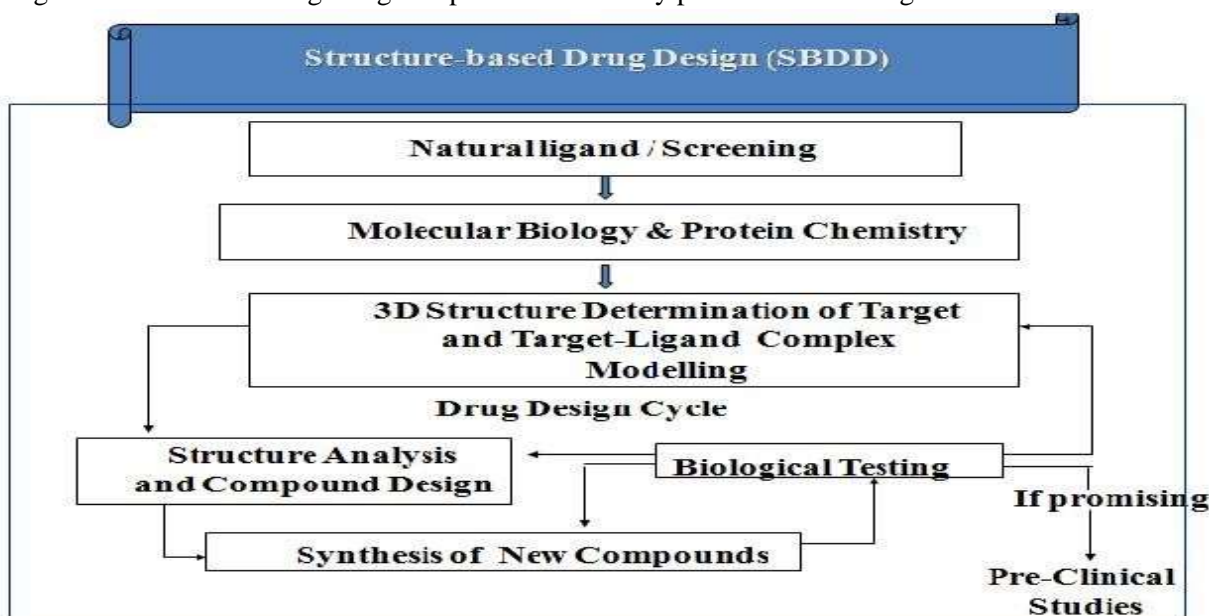 Structure-based Drug Design (SBDD)
Natural ligand / Screening
Molecular Biology & Protein Chemistry
3D Structure Determination of Target
and Target-Ligand Complex
Modelling
Drug Design Cycle
Structure Analysis
and Compound Design
Biological Testing
If promising
Synthesis of New Compounds
Pre-Clinical
Studies